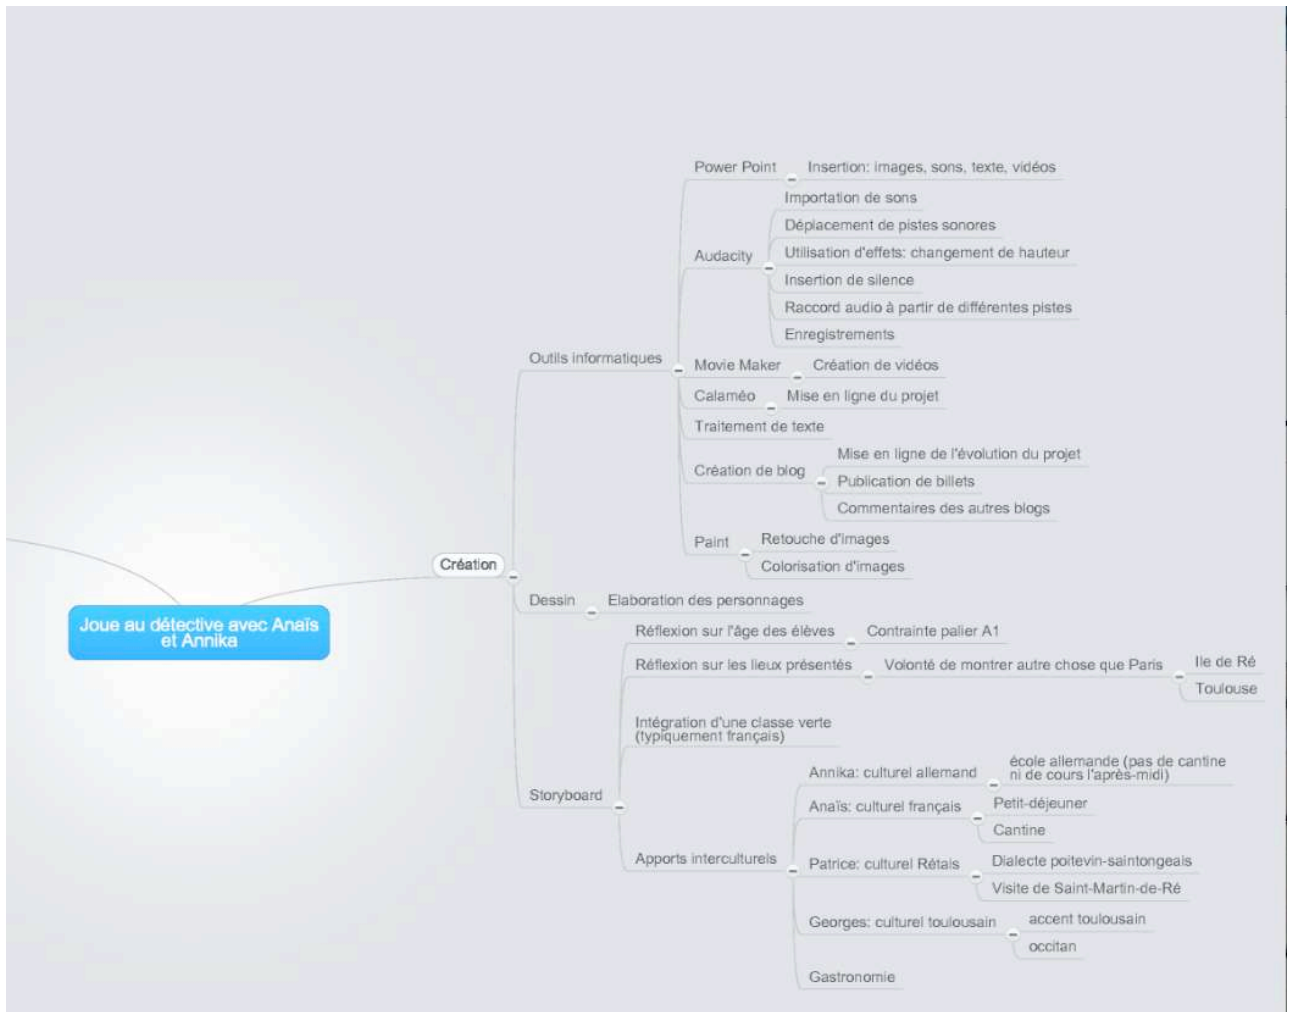 Power Point
Insertion: images, sons, texte, vidéos
Importation de sons
Déplacement de pistes sonores
Audacity
Utilisation d'effets: changement de hauteur
Insertion de silence
Raccord audio à partir de différentes pistes
Enregistrements
Outils informatiques
Movie Maker
Création de vidéos
Calaméo
Mise en ligne du projet
Traitement de texte
Mise en ligne de l'évolution du projet
Création de blog
Publication de billets
Commentaires des autres blogs
Paint
Retouche d'images
Colorisation d'images
Création
Dessin
Elaboration des personnages
Joue au détective avec Anaïs
et Annika
Réflexion sur l'âge des élèves
Contrainte palier A1
Réflexion sur les lieux présentés
Volonté de montrer autre chose que Paris
Ile de Ré
Toulouse
Intégration d'une classe verte
(typiquement français)
Storyboard
Annika: culturel allemand
école allemande (pas de cantine
ni de cours l'après-midi)
Anaïs: culturel français
Petit-déjeuner
Cantine
Apports interculturels
Patrice: culturel Rétais
Dialecte poitevin-saintongeais
Visite de Saint-Martin-de-Ré
Georges: culturel toulousain
accent toulousain
occitan
Gastronomie